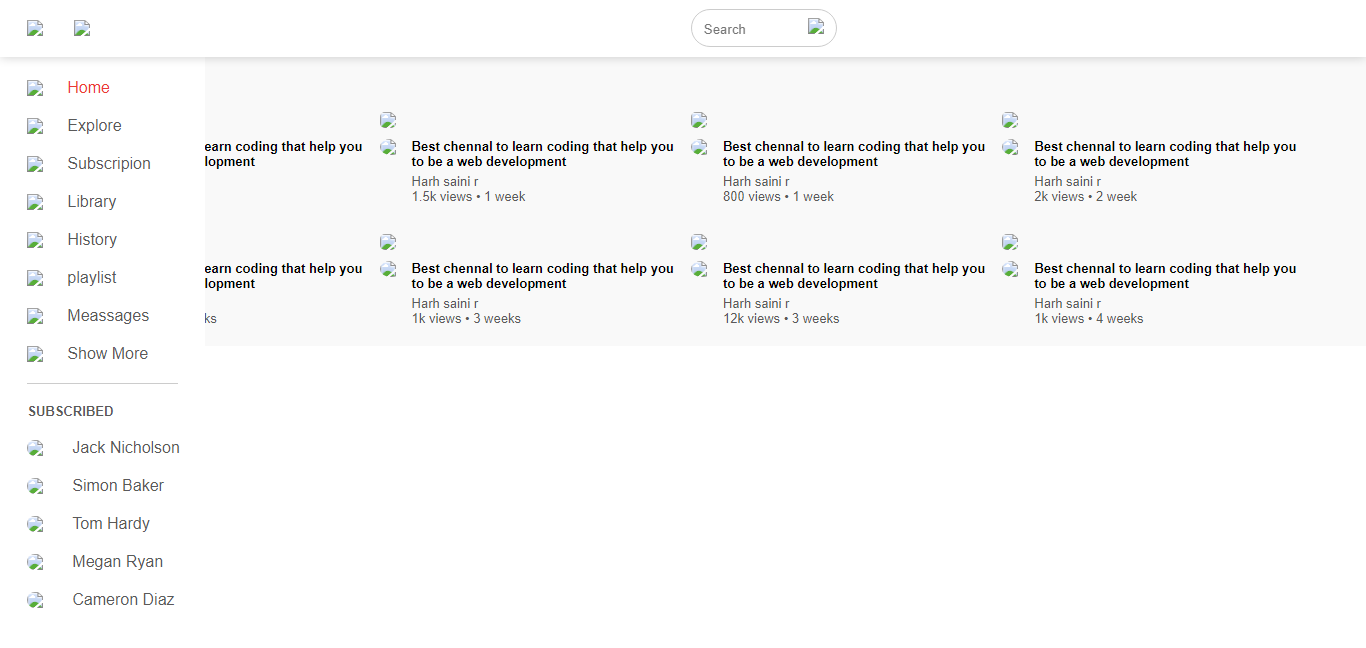 Search
Home
Explore
Subscripion
Library
History
playlist
Meassages
Show More
SUBSCRIBED
Jack Nicholson
Simon Baker
Tom Hardy
Megan Ryan
Cameron Diaz
earn coding that help you
lopment
Best chennal to learn coding that help you
to be a web development
Harh saini r
1.5k views • 1 week
Best chennal to learn coding that help you
to be a web development
Harh saini r
800 views • 1 week
Best chennal to learn coding that help you
to be a web development
Harh saini r
2k views • 2 week
earn coding that help you
lopment
ks
Best chennal to learn coding that help you
to be a web development
Harh saini r
1k views • 3 weeks
Best chennal to learn coding that help you
to be a web development
Harh saini r
12k views • 3 weeks
Best chennal to learn coding that help you
to be a web development
Harh saini r
1k views • 4 weeks